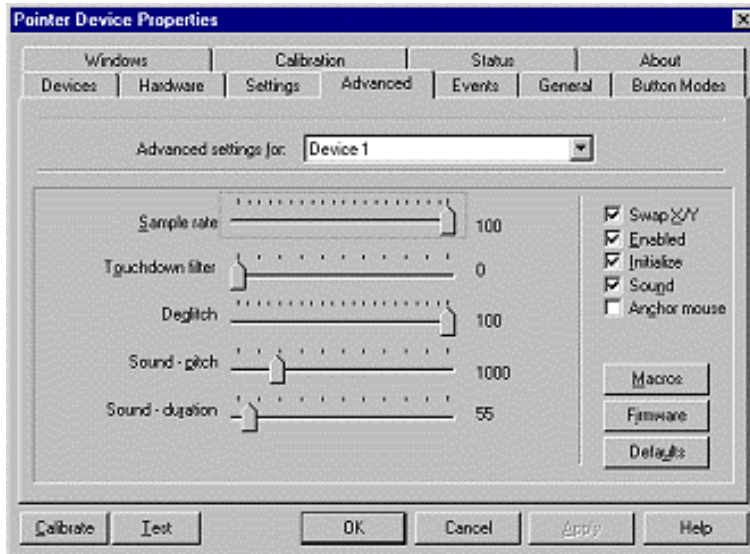 Pointer Device Properties
Windows Calibration Status About
Devices Hardware Settings Advanced Events General Button Modes
Advanced settings for: Device 1
Sample rate 100
Touchdown filter 0
Deglitch 100
Sound - pitch 1000
Sound - duration 55
Swap X/Y
Enabled
Initialize
Sound
Anchor mouse
Macros
Firmware
Defaults
Calibrate Test OK Cancel Apply Help